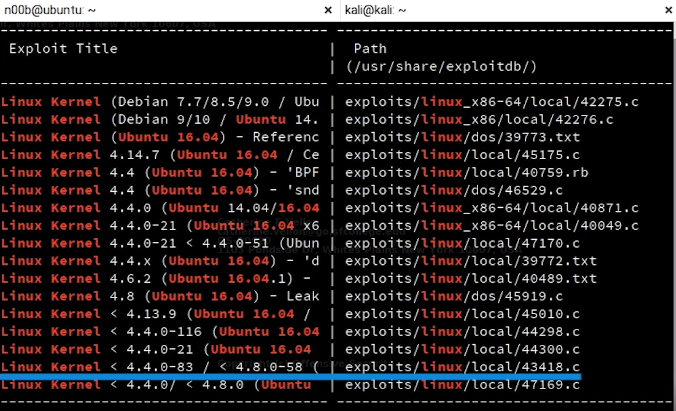 n00b@ubuntu: ~ × kali@kali: ~ ×
Exploit Title | Path
| (/usr/share/exploitdb/)
Linux Kernel (Debian 7.7/8.5/9.0 / Ubu | exploits/linux_x86-64/local/42275.c
Linux Kernel (Debian 9/10 / Ubuntu 14. | exploits/linux_x86/local/42276.c
Linux Kernel (Ubuntu 16.04) - Referenc | exploits/linux/dos/39773.txt
Linux Kernel 4.14.7 (Ubuntu 16.04 / Ce | exploits/linux/local/45175.c
Linux Kernel 4.4 (Ubuntu 16.04) - 'BPF | exploits/linux/local/40759.rb
Linux Kernel 4.4 (Ubuntu 16.04) - 'snd | exploits/linux/dos/46529.c
Linux Kernel 4.4.0 (Ubuntu 14.04/16.04 | exploits/linux_x86-64/local/40871.c
Linux Kernel 4.4.0-21 (Ubuntu 16.04 x6 | exploits/linux_x86-64/local/40049.c
Linux Kernel 4.4.0-21 < 4.4.0-51 (Ubun | exploits/linux/local/47170.c
Linux Kernel 4.4.x (Ubuntu 16.04) - 'd | exploits/linux/local/39772.txt
Linux Kernel 4.6.2 (Ubuntu 16.04.1) - | exploits/linux/local/40489.txt
Linux Kernel 4.8 (Ubuntu 16.04) - Leak | exploits/linux/dos/45919.c
Linux Kernel < 4.13.9 (Ubuntu 16.04 / | exploits/linux/local/45010.c
Linux Kernel < 4.4.0-116 (Ubuntu 16.04 | exploits/linux/local/44298.c
Linux Kernel < 4.4.0-21 (Ubuntu 16.04 | exploits/linux/local/44300.c
Linux Kernel < 4.4.0-83 / < 4.8.0-58 ( | exploits/linux/local/43418.c
Linux Kernel < 4.4.0/ < 4.8.0 (Ubuntu | exploits/linux/local/47169.c